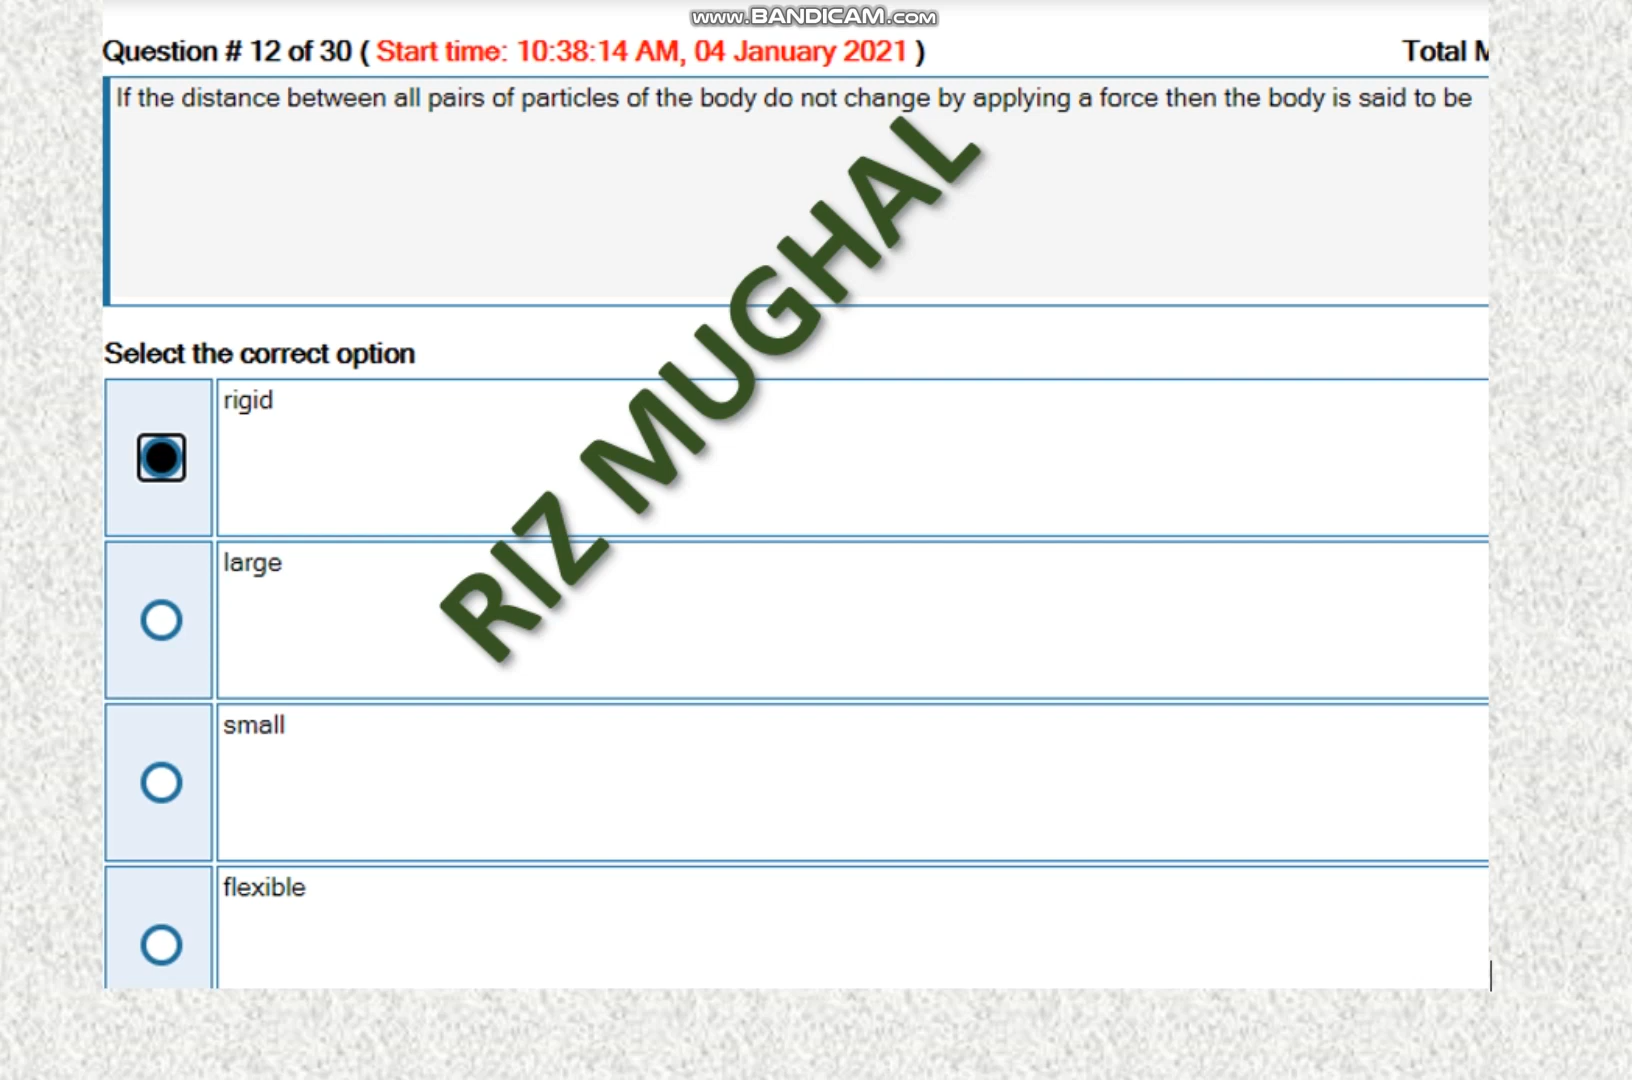 www.BANDICAM.com
Question # 12 of 30 ( Start time: 10:38:14 AM, 04 January 2021 )
Total M
If the distance between all pairs of particles of the body do not change by applying a force then the body is said to be
RIZ MUGHAL
Select the correct option
rigid
large
small
flexible